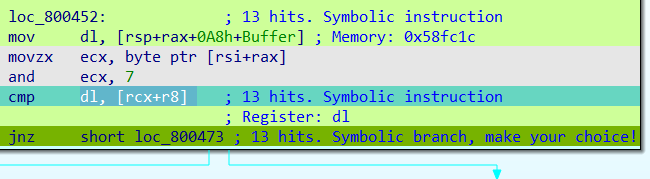 loc_800452: ; 13 hits. Symbolic instruction
mov dl, [rsp+rax+0A8h+Buffer] ; Memory: 0x58fc1c
movzx ecx, byte ptr [rsi+rax]
and ecx, 7
cmp dl, [rcx+r8] ; 13 hits. Symbolic instruction
; Register: dl
jnz short loc_800473 ; 13 hits. Symbolic branch, make your choice!